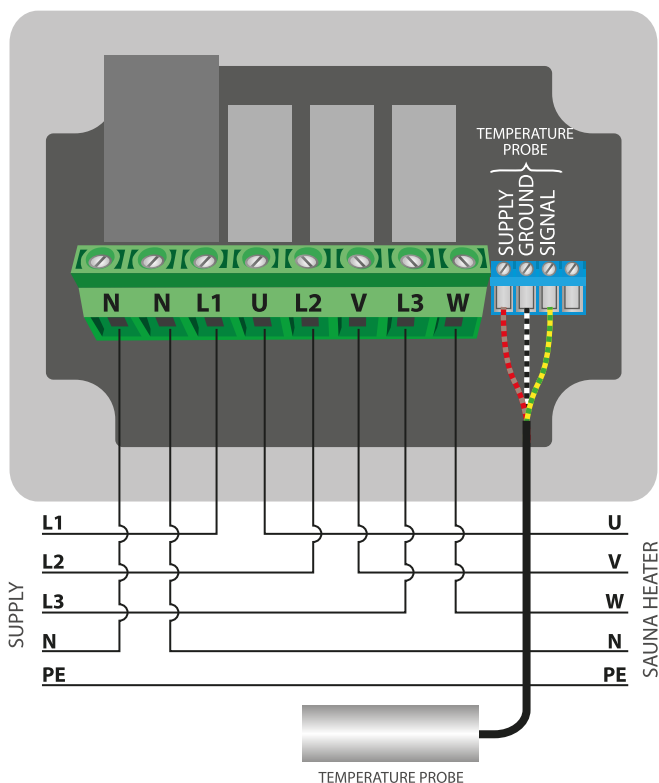 TEMPERATURE
PROBE
SUPPLY
GROUND
SIGNAL
N N L1 U L2 V L3 W
L1 U
L2 V
L3 W
N N
PE PE
SUPPLY
SAUNA HEATER
TEMPERATURE PROBE